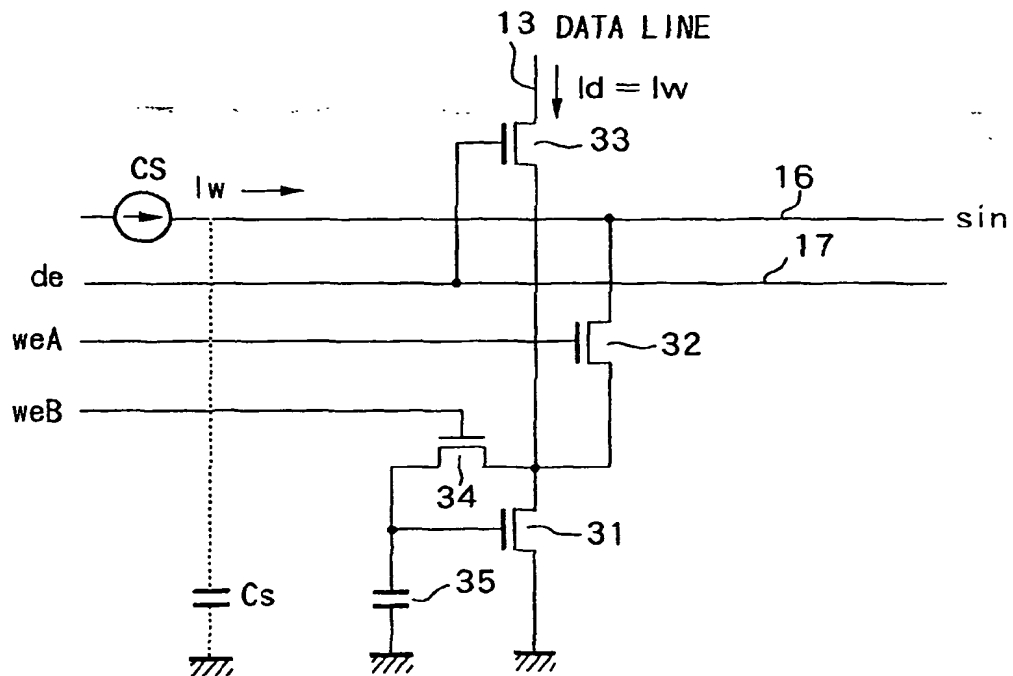 13 DATA LINE
Id = Iw
33
CS
Iw
16
sin
17
de
weA
32
weB
34
31
35
Cs